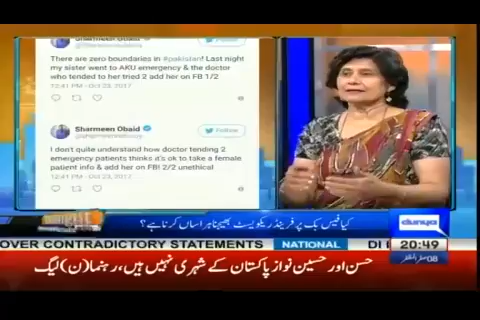 Sharmeen Obaid
There are zero boundaries in #pakistan! Last night
my sister went to AKU emergency & the doctor
who tended to her tried 2 add her on FB 1/2
12:41 PM - Oct 23, 2017
Sharmeen Obaid
Follow
I don't quite understand how doctor tending 2
emergency patients thinks it's ok to take a female
patient info & add her on FB! 2/2 unethical
12:41 PM - Oct 23, 2017
کیا فیس بک پر فرینڈ ریکویسٹ بھیجنا ہراساں کرنا ہے؟
dunya
OVER CONTRADICTORY STATEMENTS
NATIONAL
20:49
حسن اور حسین نواز پاکستان کے شہری نہیں ہیں، رہنما (ن) لیگ
08 صفر المظفر